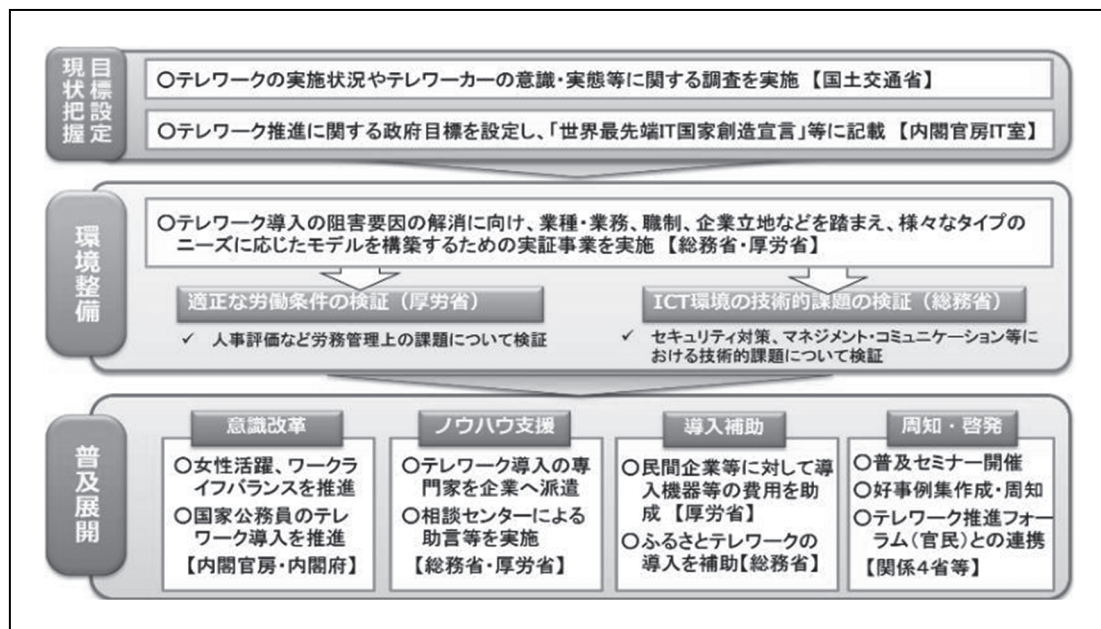 目標設定
現状把握
〇テレワークの実施状況やテレワーカーの意識・実態等に関する調査を実施 【国土交通省】
〇テレワーク推進に関する政府目標を設定し、「世界最先端IT国家創造宣言」等に記載 【内閣官房IT室】
環境整備
〇テレワーク導入の阻害要因の解消に向け、業種・業務、職制、企業立地などを踏まえ、様々なタイプの
ニーズに応じたモデルを構築するための実証事業を実施 【総務省・厚労省】
適正な労働条件の検証（厚労省）
✓ 人事評価など労務管理上の課題について検証
ICT環境の技術的課題の検証（総務省）
✓ セキュリティ対策、マネジメント・コミュニケーション等に
おける技術的課題について検証
普及展開
意識改革
〇女性活躍、ワークラ
イフバランスを推進
〇国家公務員のテレ
ワーク導入を推進
【内閣官房・内閣府】
ノウハウ支援
〇テレワーク導入の専
門家を企業へ派遣
〇相談センターによる
助言等を実施
【総務省・厚労省】
導入補助
〇民間企業等に対して導
入機器等の費用を助
成 【厚労省】
〇ふるさとテレワークの
導入を補助【総務省】
周知・啓発
〇普及セミナー開催
〇好事例集作成・周知
〇テレワーク推進フォー
ラム（官民）との連携
【関係４省等】